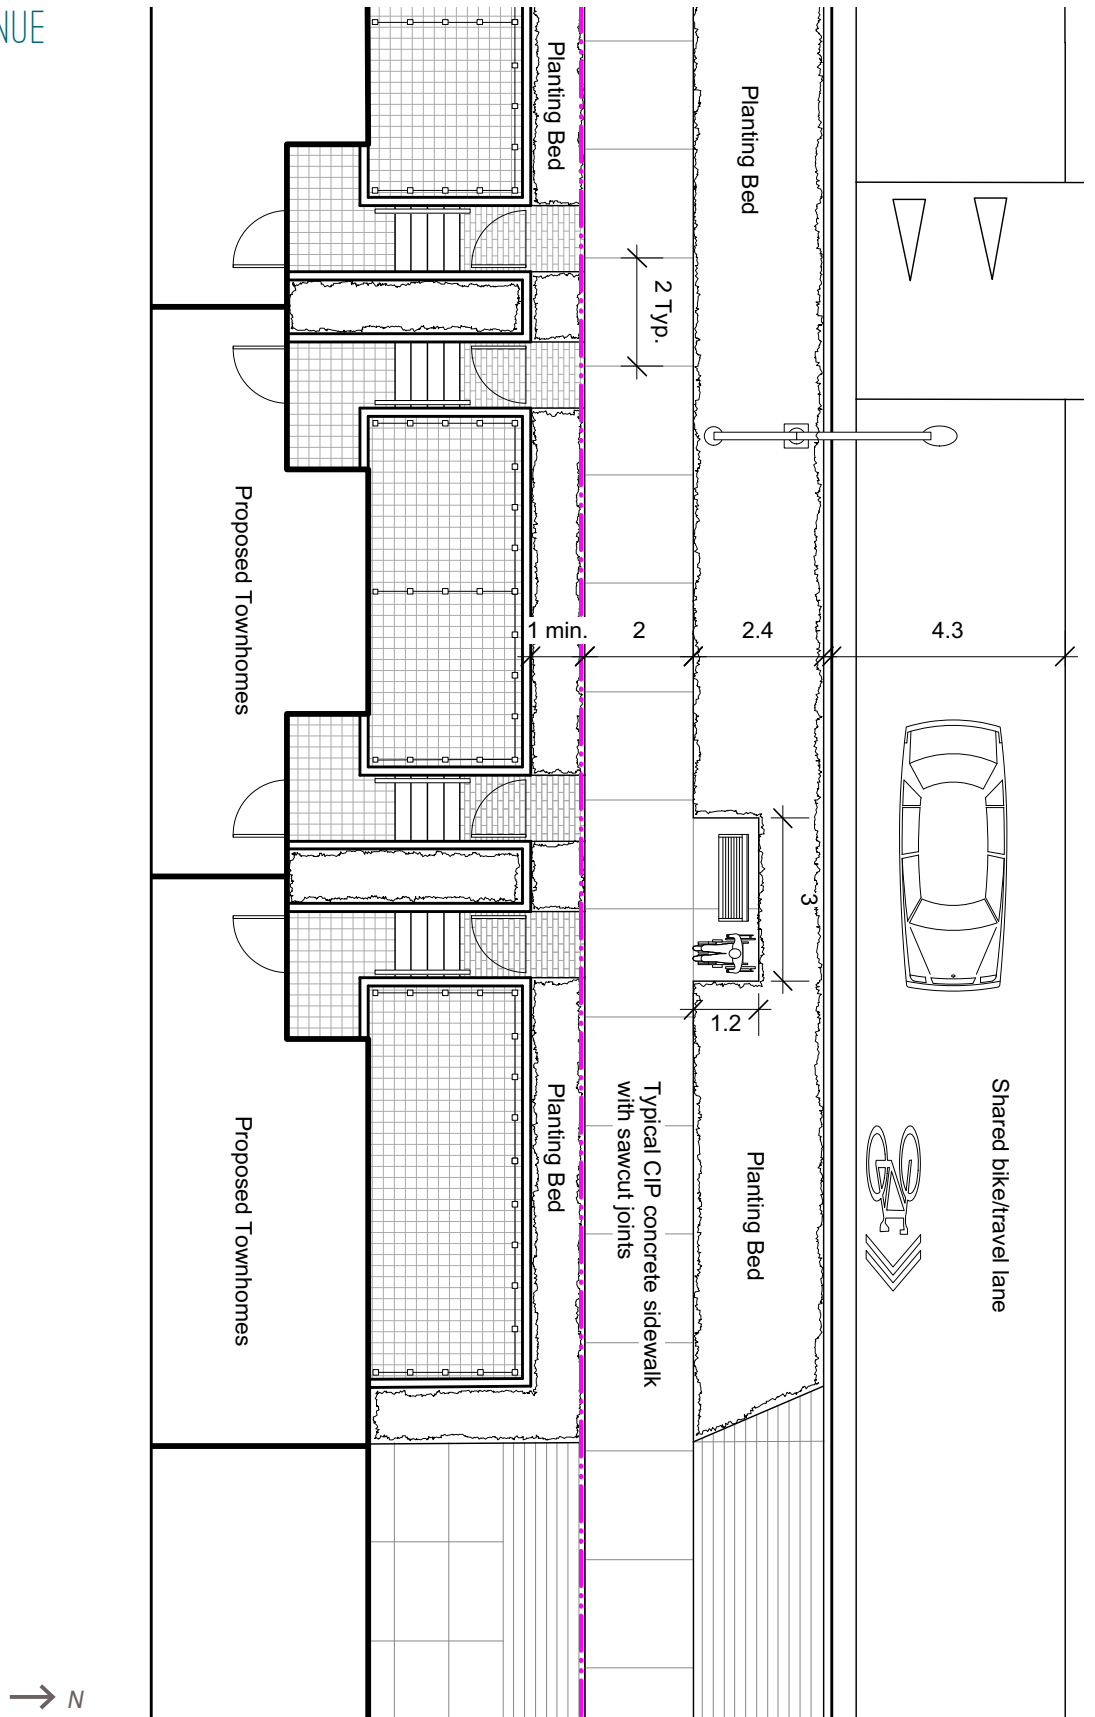 NUE
Planting Bed
Planting Bed
2 Typ.
Proposed Townhomes
1 min.
2
2.4
4.3
3
1.2
Planting Bed
Typical CIP concrete sidewalk
with sawcut joints
Planting Bed
Shared bike/travel lane
Proposed Townhomes
N